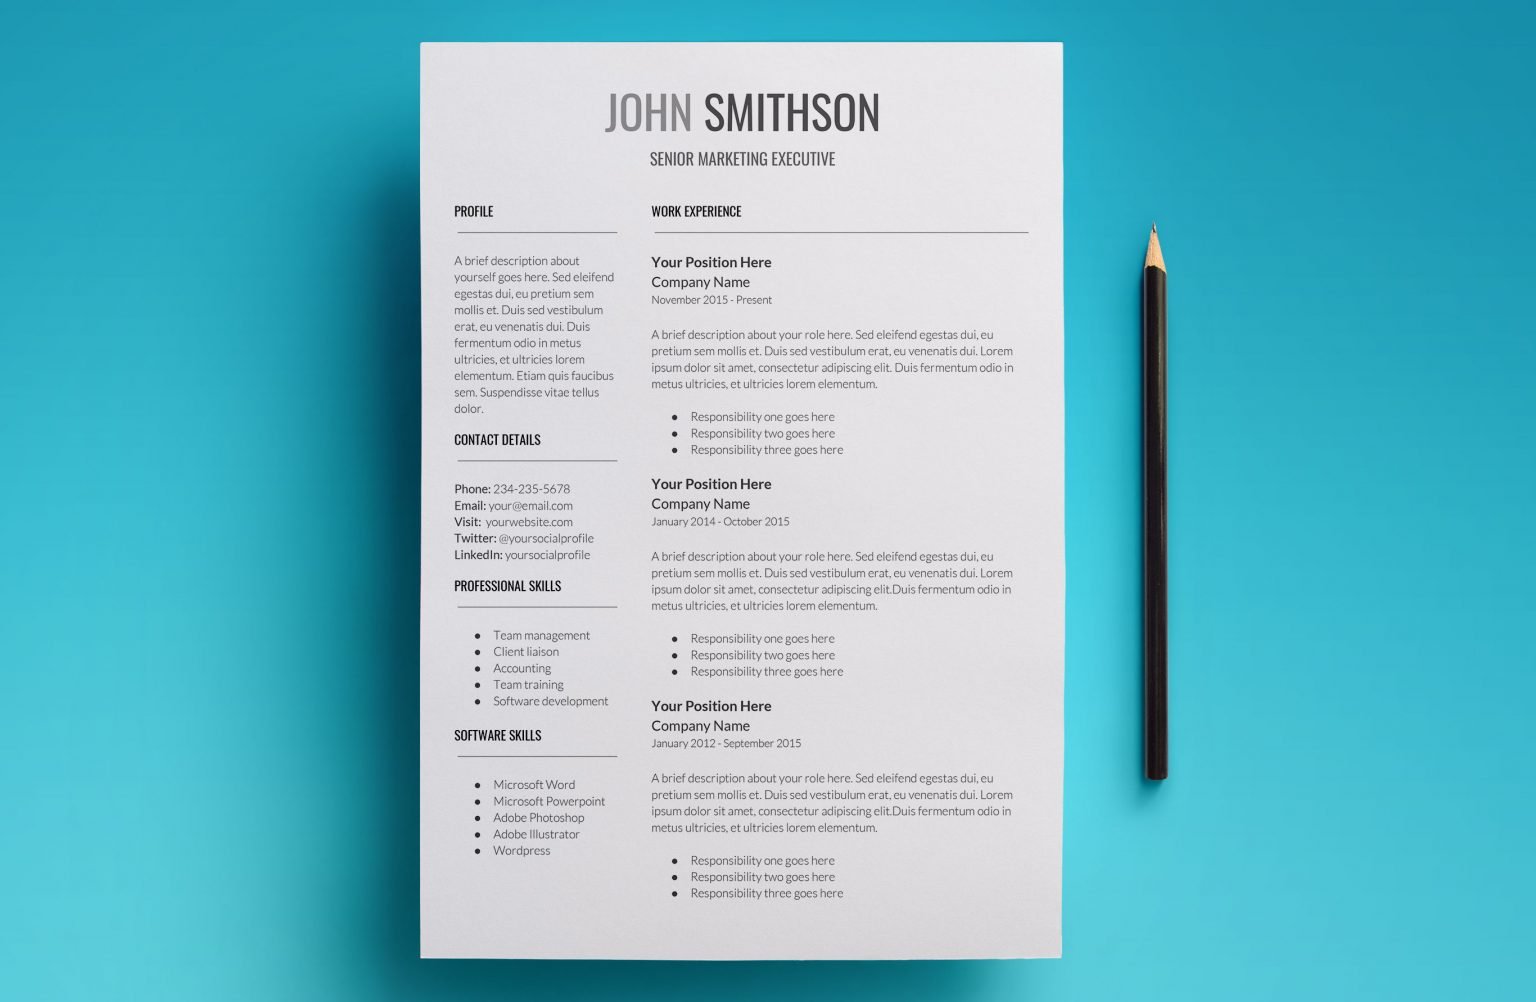 JOHN SMITHSON
SENIOR MARKETING EXECUTIVE
PROFILE
A brief description about
yourself goes here. Sed eleifend
egestas dui, eu pretium sem
mollis et. Duis sed vestibulum
erat, eu venenatis dui. Duis
fermentum odio in metus
ultricies, et ultricies lorem
elementum. Etiam quis faucibus
sem. Suspendisse vitae tellus
dolor.
CONTACT DETAILS
Phone: 234-235-5678
Email: your@email.com
Visit: yourwebsite.com
Twitter: @yoursocialprofile
LinkedIn: yoursocialprofile
PROFESSIONAL SKILLS
● Team management
● Client liaison
● Accounting
● Team training
● Software development
SOFTWARE SKILLS
● Microsoft Word
● Microsoft Powerpoint
● Adobe Photoshop
● Adobe Illustrator
● Wordpress
WORK EXPERIENCE
Your Position Here
Company Name
November 2015 - Present
A brief description about your role here. Sed eleifend egestas dui, eu
pretium sem mollis et. Duis sed vestibulum erat, eu venenatis dui. Lorem
ipsum dolor sit amet, consectetur adipiscing elit. Duis fermentum odio in
metus ultricies, et ultricies lorem elementum.
● Responsibility one goes here
● Responsibility two goes here
● Responsibility three goes here
Your Position Here
Company Name
January 2014 - October 2015
A brief description about your role here. Sed eleifend egestas dui, eu
pretium sem mollis et. Duis sed vestibulum erat, eu venenatis dui. Lorem
ipsum dolor sit amet, consectetur adipiscing elit.Duis fermentum odio in
metus ultricies, et ultricies lorem elementum.
● Responsibility one goes here
● Responsibility two goes here
● Responsibility three goes here
Your Position Here
Company Name
January 2012 - September 2015
A brief description about your role here. Sed eleifend egestas dui, eu
pretium sem mollis et. Duis sed vestibulum erat, eu venenatis dui. Lorem
ipsum dolor sit amet, consectetur adipiscing elit.Duis fermentum odio in
metus ultricies, et ultricies lorem elementum.
● Responsibility one goes here
● Responsibility two goes here
● Responsibility three goes here